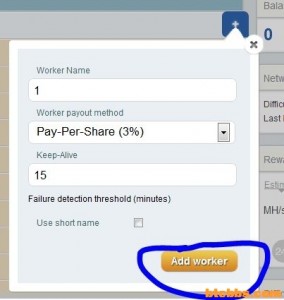 Bala
0
Worker Name
1
Netw
Worker payout method
Diffic
Pay-Per-Share (3%)
Last
Keep-Alive
Rewa
15
Estim
Failure detection threshold (minutes)
MH/s
Use short name
Add worker